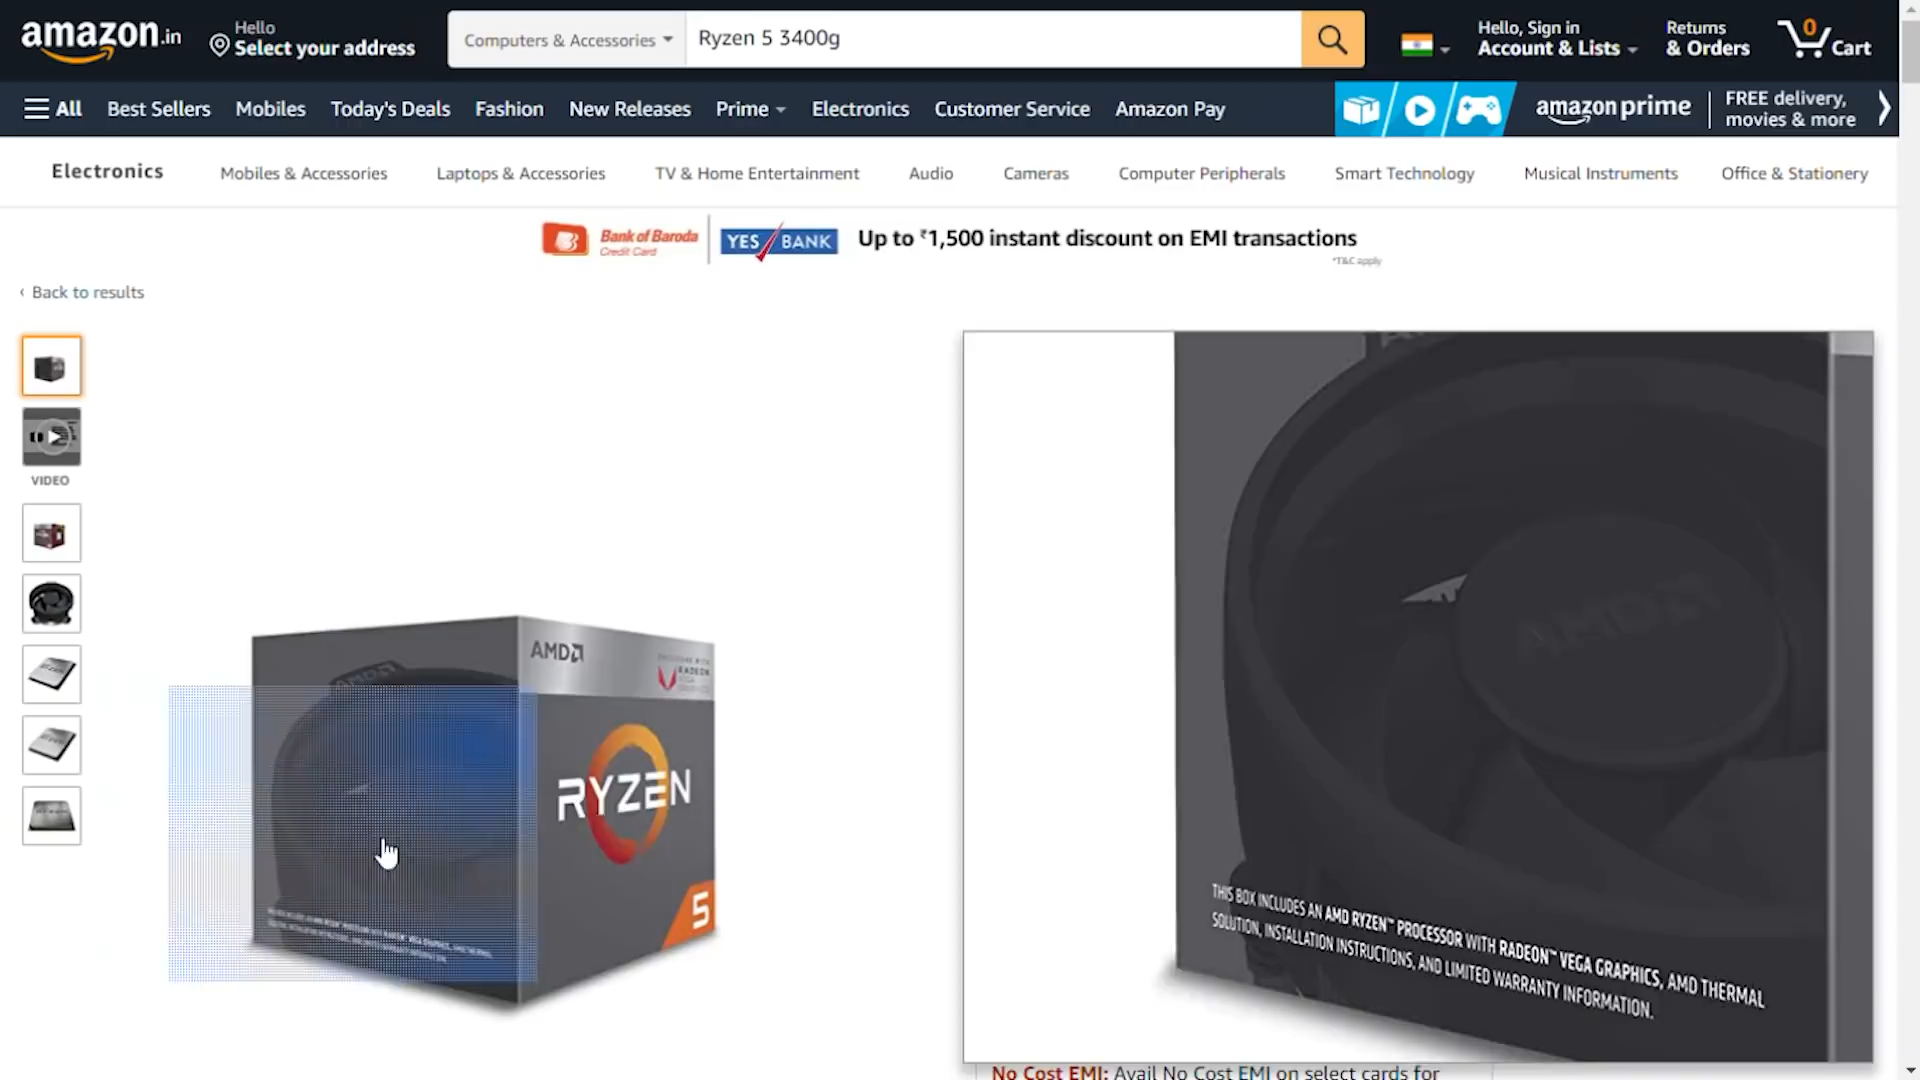 amazon.in
Hello
Select your address
Computers & Accessories
Ryzen 5 3400g
Hello, Sign in
Account & Lists
Returns
& Orders
0
Cart
All
Best Sellers
Mobiles
Today's Deals
Fashion
New Releases
Prime
Electronics
Customer Service
Amazon Pay
amazon prime
FREE delivery,
movies & more
Electronics
Mobiles & Accessories
Laptops & Accessories
TV & Home Entertainment
Audio
Cameras
Computer Peripherals
Smart Technology
Musical Instruments
Office & Stationery
Bank of Baroda
Credit Card
YES BANK
Up to ₹1,500 instant discount on EMI transactions
*T&C apply
‹ Back to results
VIDEO
AMD
AMD
RADEON
RYZEN
5
AMD
THIS BOX INCLUDES AN AMD RYZEN™ PROCESSOR WITH RADEON™ VEGA GRAPHICS, AMD THERMAL
SOLUTION, INSTALLATION INSTRUCTIONS, AND LIMITED WARRANTY INFORMATION.
No Cost EMI: Avail No Cost EMI on select cards for